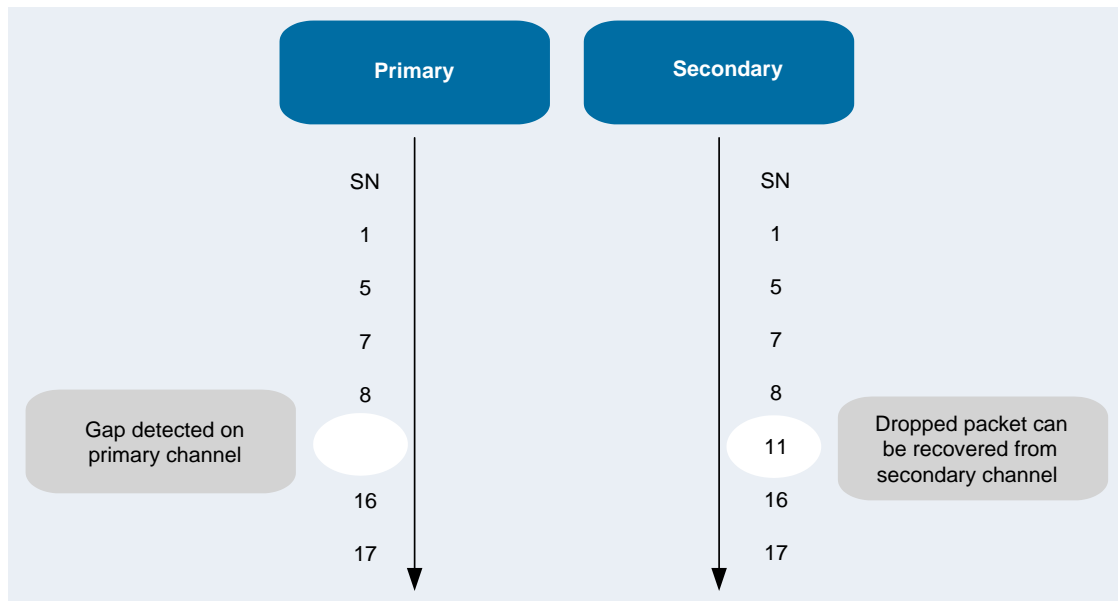 Primary
Secondary
SN
1
5
7
8
Gap detected on
primary channel
16
17
SN
1
5
7
8
11
16
17
Dropped packet can
be recovered from
secondary channel